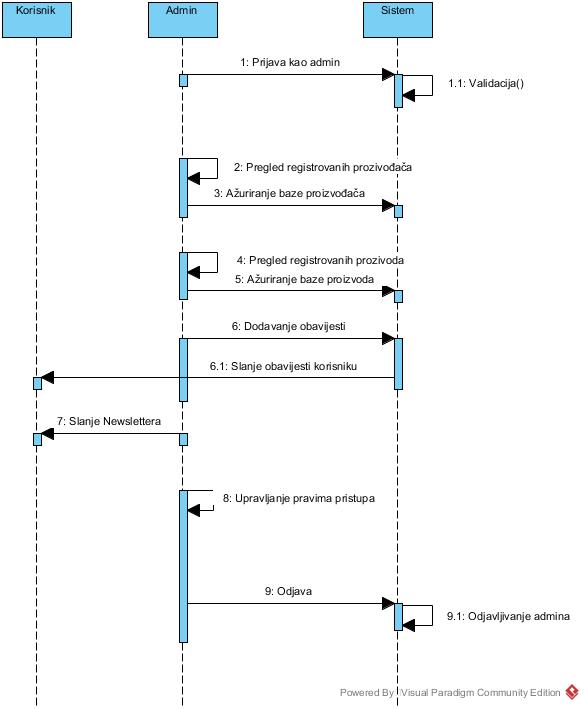 Korisnik
Admin
Sistem
1: Prijava kao admin
1.1: Validacija()
2: Pregled registrovanih prozivođača
3: Ažuriranje baze proizvođača
4: Pregled registrovanih prozivoda
5: Ažuriranje baze proizvoda
6: Dodavanje obavijesti
6.1: Slanje obavijesti korisniku
7: Slanje Newslettera
8: Upravljanje pravima pristupa
9: Odjava
9.1: Odjavljivanje admina
Powered By Visual Paradigm Community Edition